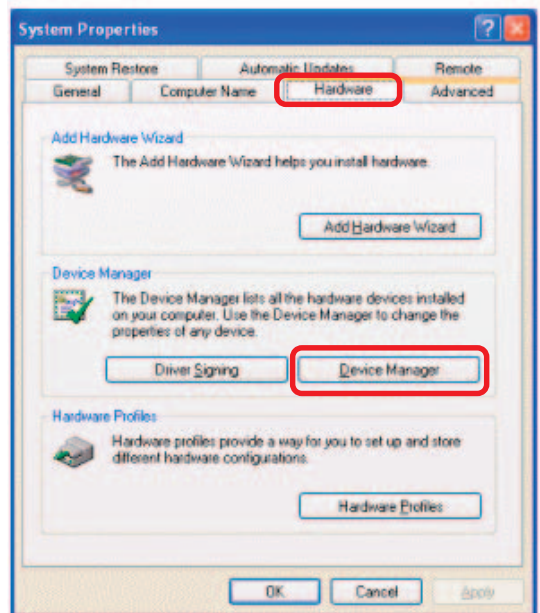 System Properties
System Restore Automatic Updates Remote
General Computer Name Hardware Advanced
Add Hardware Wizard
The Add Hardware Wizard helps you install hardware.
Add Hardware Wizard
Device Manager
The Device Manager lists all the hardware devices installed
on your computer. Use the Device Manager to change the
properties of any device.
Driver Signing Device Manager
Hardware Profiles
Hardware profiles provide a way for you to set up and store
different hardware configurations.
Hardware Profiles
OK Cancel Apply